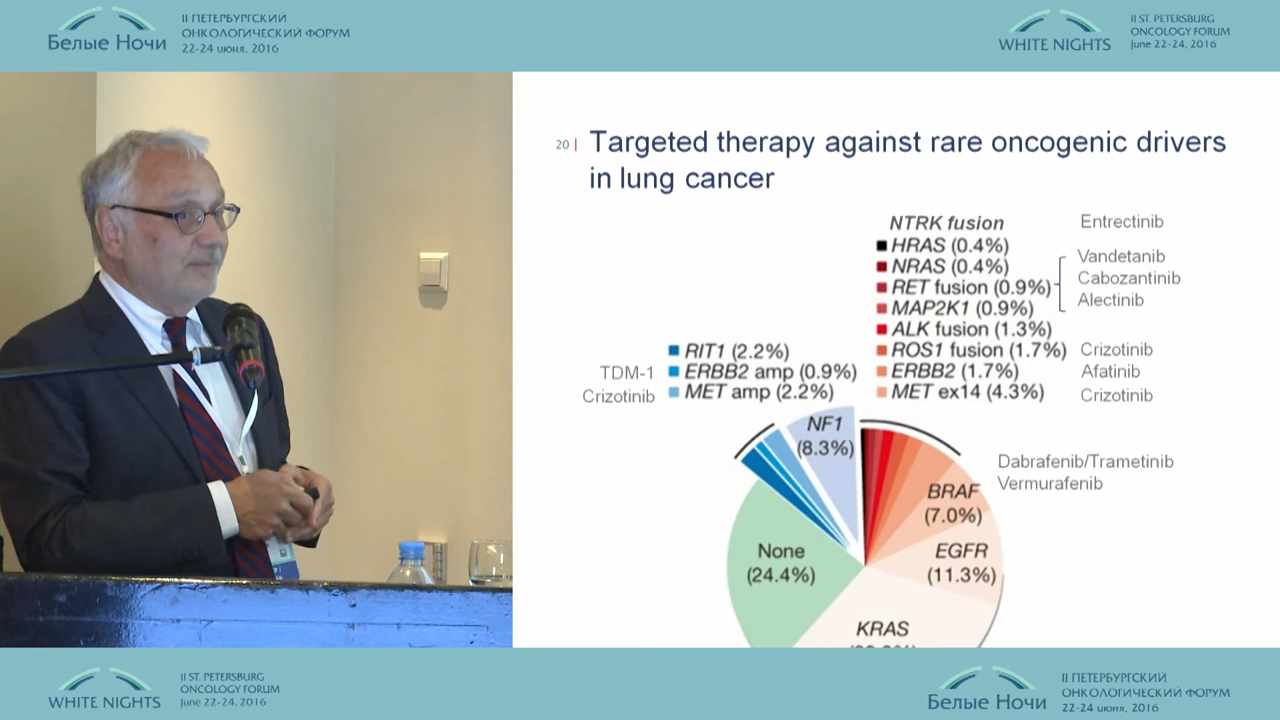 II ПЕТЕРБУРГСКИЙ
ОНКОЛОГИЧЕСКИЙ ФОРУМ
22-24 июня, 2016
Белые Ночи
WHITE NIGHTS
II ST. PETERSBURG
ONCOLOGY FORUM
June 22-24, 2016
20
Targeted therapy against rare oncogenic drivers
in lung cancer
NTRK fusion
Entrectinib
HRAS (0.4%)
NRAS (0.4%)
RET fusion (0.9%)
MAP2K1 (0.9%)
ALK fusion (1.3%)
ROS1 fusion (1.7%)
ERBB2 (1.7%)
MET ex14 (4.3%)
Vandetanib
Cabozantinib
Alectinib
Crizotinib
Afatinib
Crizotinib
RIT1 (2.2%)
ERBB2 amp (0.9%)
MET amp (2.2%)
TDM-1
Crizotinib
NF1
(8.3%)
Dabrafenib/Trametinib
Vermurafenib
BRAF
(7.0%)
EGFR
(11.3%)
None
(24.4%)
KRAS
WHITE NIGHTS
II ST. PETERSBURG
ONCOLOGY FORUM
June 22-24, 2016
Белые Ночи
II ПЕТЕРБУРГСКИЙ
ОНКОЛОГИЧЕСКИЙ ФОРУМ
22-24 июня, 2016